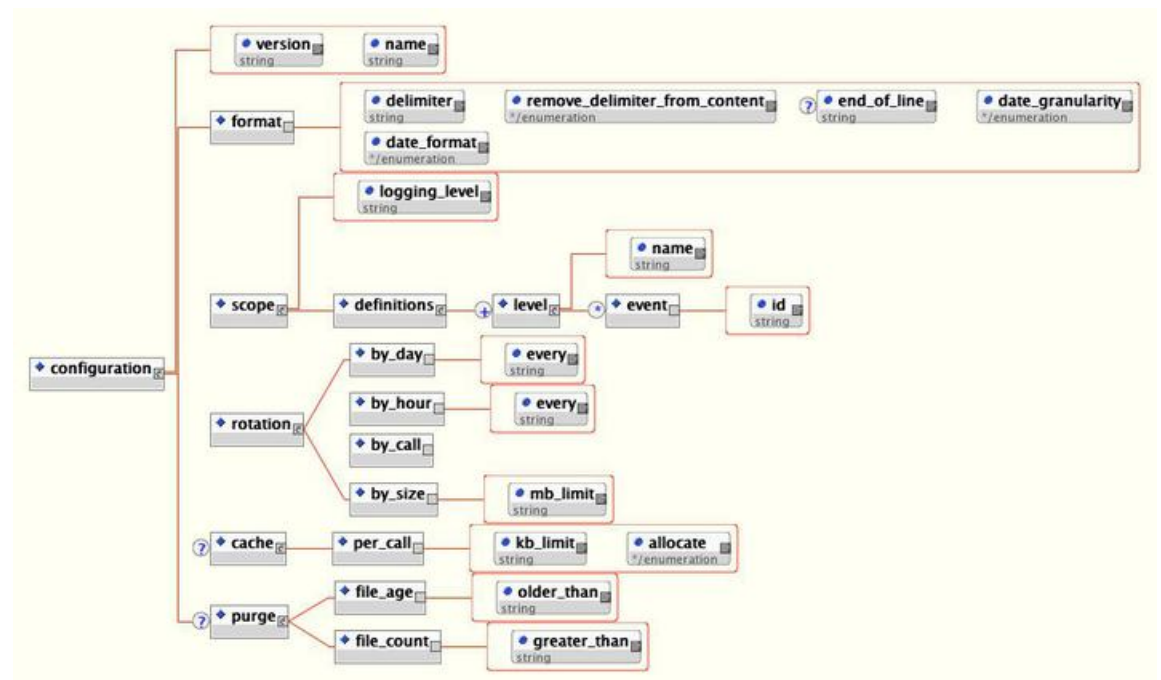 version name
string
delimiter remove_delimiter_from_content ? end_of_line date_granularity
string */enumeration string */enumeration
format
date_format
*/enumeration
logging_level
string
name
string
scope definitions + level * event id
string
configuration
by_day every
string
by_hour every
string
rotation
by_call
by_size mb_limit
string
? cache per_call kb_limit allocate
string */enumeration
file_age older_than
string
? purge
file_count greater_than
string